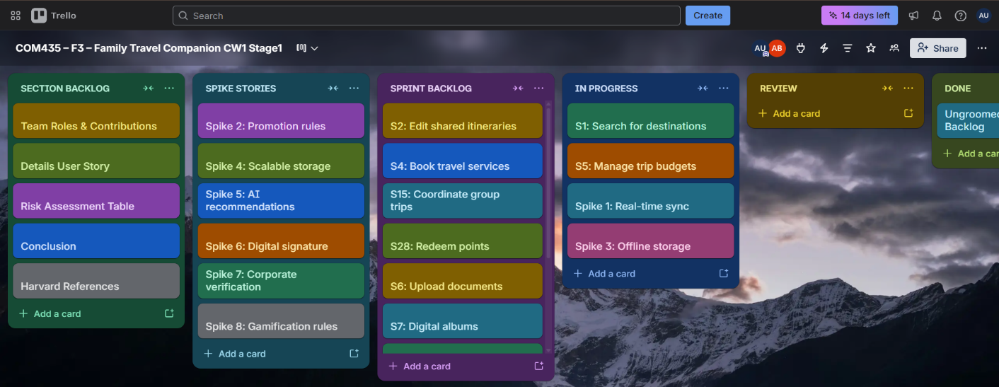 Trello
Search
Create
14 days left
AU
COM435 – F3 – Family Travel Companion CW1 Stage1
AU
AB
Share
SECTION BACKLOG
Team Roles & Contributions
Details User Story
Risk Assessment Table
Conclusion
Harvard References
+ Add a card
SPIKE STORIES
Spike 2: Promotion rules
Spike 4: Scalable storage
Spike 5: AI
recommendations
Spike 6: Digital signature
Spike 7: Corporate
verification
Spike 8: Gamification rules
+ Add a card
SPRINT BACKLOG
S2: Edit shared itineraries
S4: Book travel services
S15: Coordinate group
trips
S28: Redeem points
S6: Upload documents
S7: Digital albums
+ Add a card
IN PROGRESS
S1: Search for destinations
S5: Manage trip budgets
Spike 1: Real-time sync
Spike 3: Offline storage
+ Add a card
REVIEW
+ Add a card
DONE
Ungroomed
Backlog
+ Add a car